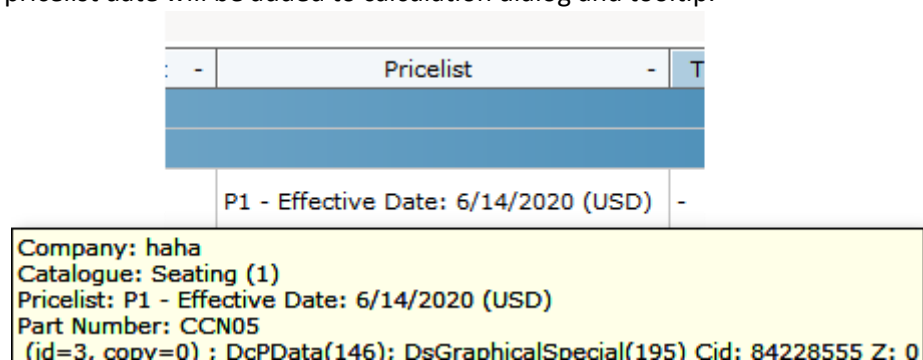 pricelist date will be added to calculation dialog and tooltip.
: - Pricelist - T
P1 - Effective Date: 6/14/2020 (USD) -
Company: haha
Catalogue: Seating (1)
Pricelist: P1 - Effective Date: 6/14/2020 (USD)
Part Number: CCN05
(id=3, copy=0) ; DcPData(146); DsGraphicalSpecial(195) Cid: 84228555 Z: 0